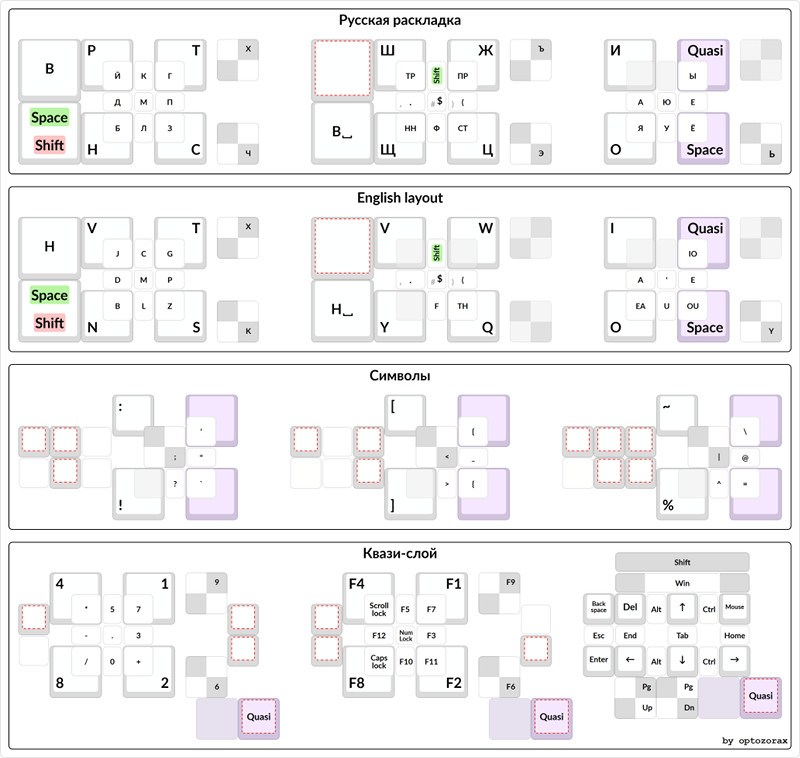 Русская раскладка
В
Р Т Х
Й К Г
Space
Д М П
Shift
Б Л З
Н С Ч
Ш Ж Ъ
ТР Shift ПР
, . # $ ) (
В⎵
НН Ф СТ
Щ Ц Э
И Quasi
Ы
А Ю Е
Я У Ё
О Space Ь
English layout
H
V T X
J C G
Space
D M P
Shift
B L Z
N S K
V W
Shift
, . # $ ) (
H⎵
F TH
Y Q
I Quasi
IO
A ' E
EA U OU
O Space Y
Символы
:
; "
? `
!
[
{
< _
>
]
~
\
| @
^ =
%
Квази-слой
4 1 9
* 5 7
- . 3
/ 0 +
8 2 6
Quasi
F4 F1 F9
Scroll lock F5 F7
F12 Num Lock F3
Caps lock F10 F11
F8 F2 F6
Quasi
Shift
Win
Back space Del Alt ↑ Ctrl Mouse
Esc End Tab Home
Enter ← Alt ↓ Ctrl →
Pg Pg
Up Dn
Quasi
by optozorax